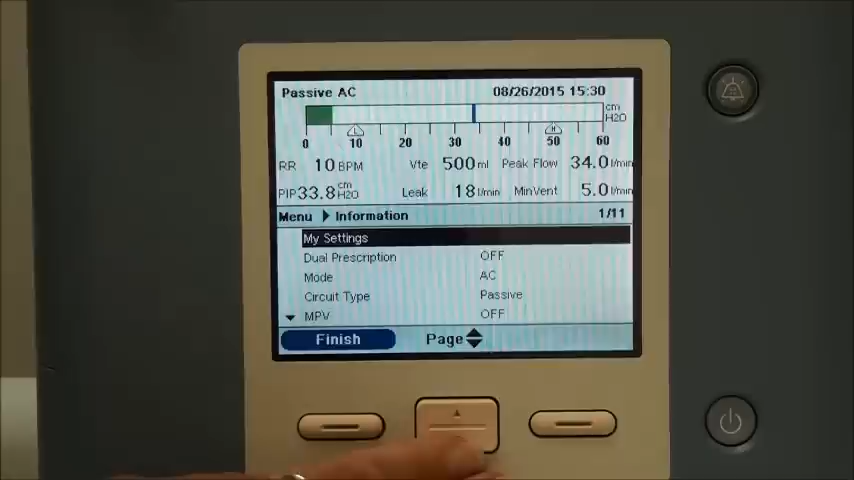 Passive AC 08/26/2015 15:30
cm H2O
L H
0 10 20 30 40 50 60
RR 10 BPM Vte 500 ml Peak Flow 34.0 l/min
PIP 33.8 cm H2O Leak 18 l/min MinVent 5.0 l/min
Menu Information 1/11
My Settings
Dual Prescription OFF
Mode AC
Circuit Type Passive
MPV OFF
Finish Page